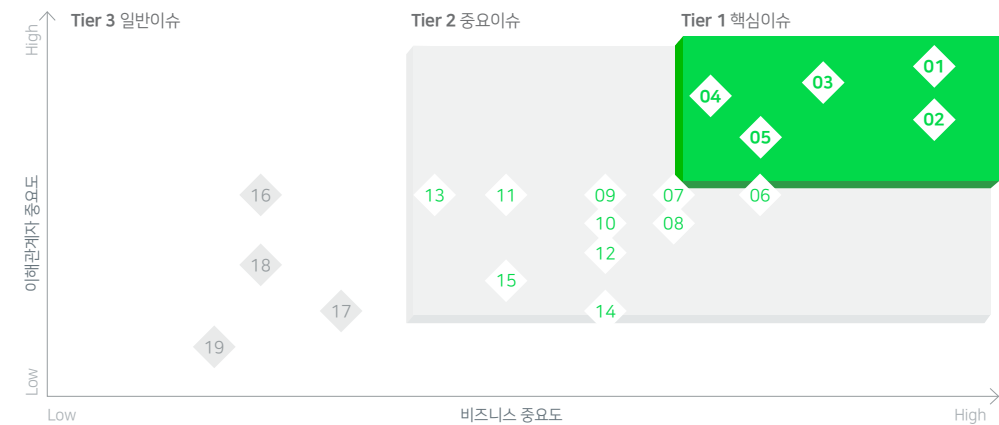 Tier 3 일반이슈
Tier 2 중요이슈
Tier 1 핵심이슈
High
01
03
04
02
05
16
13
11
09
07
06
10
08
12
18
15
17
14
19
이해관계자 중요도
Low
Low
비즈니스 중요도
High